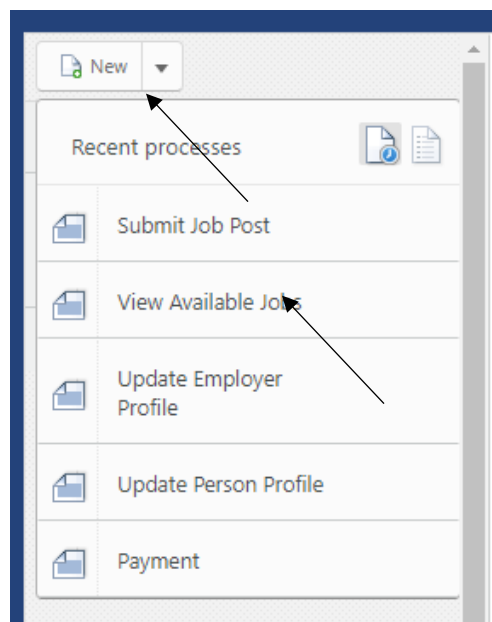 New
Recent processes
Submit Job Post
View Available Jobs
Update Employer
Profile
Update Person Profile
Payment